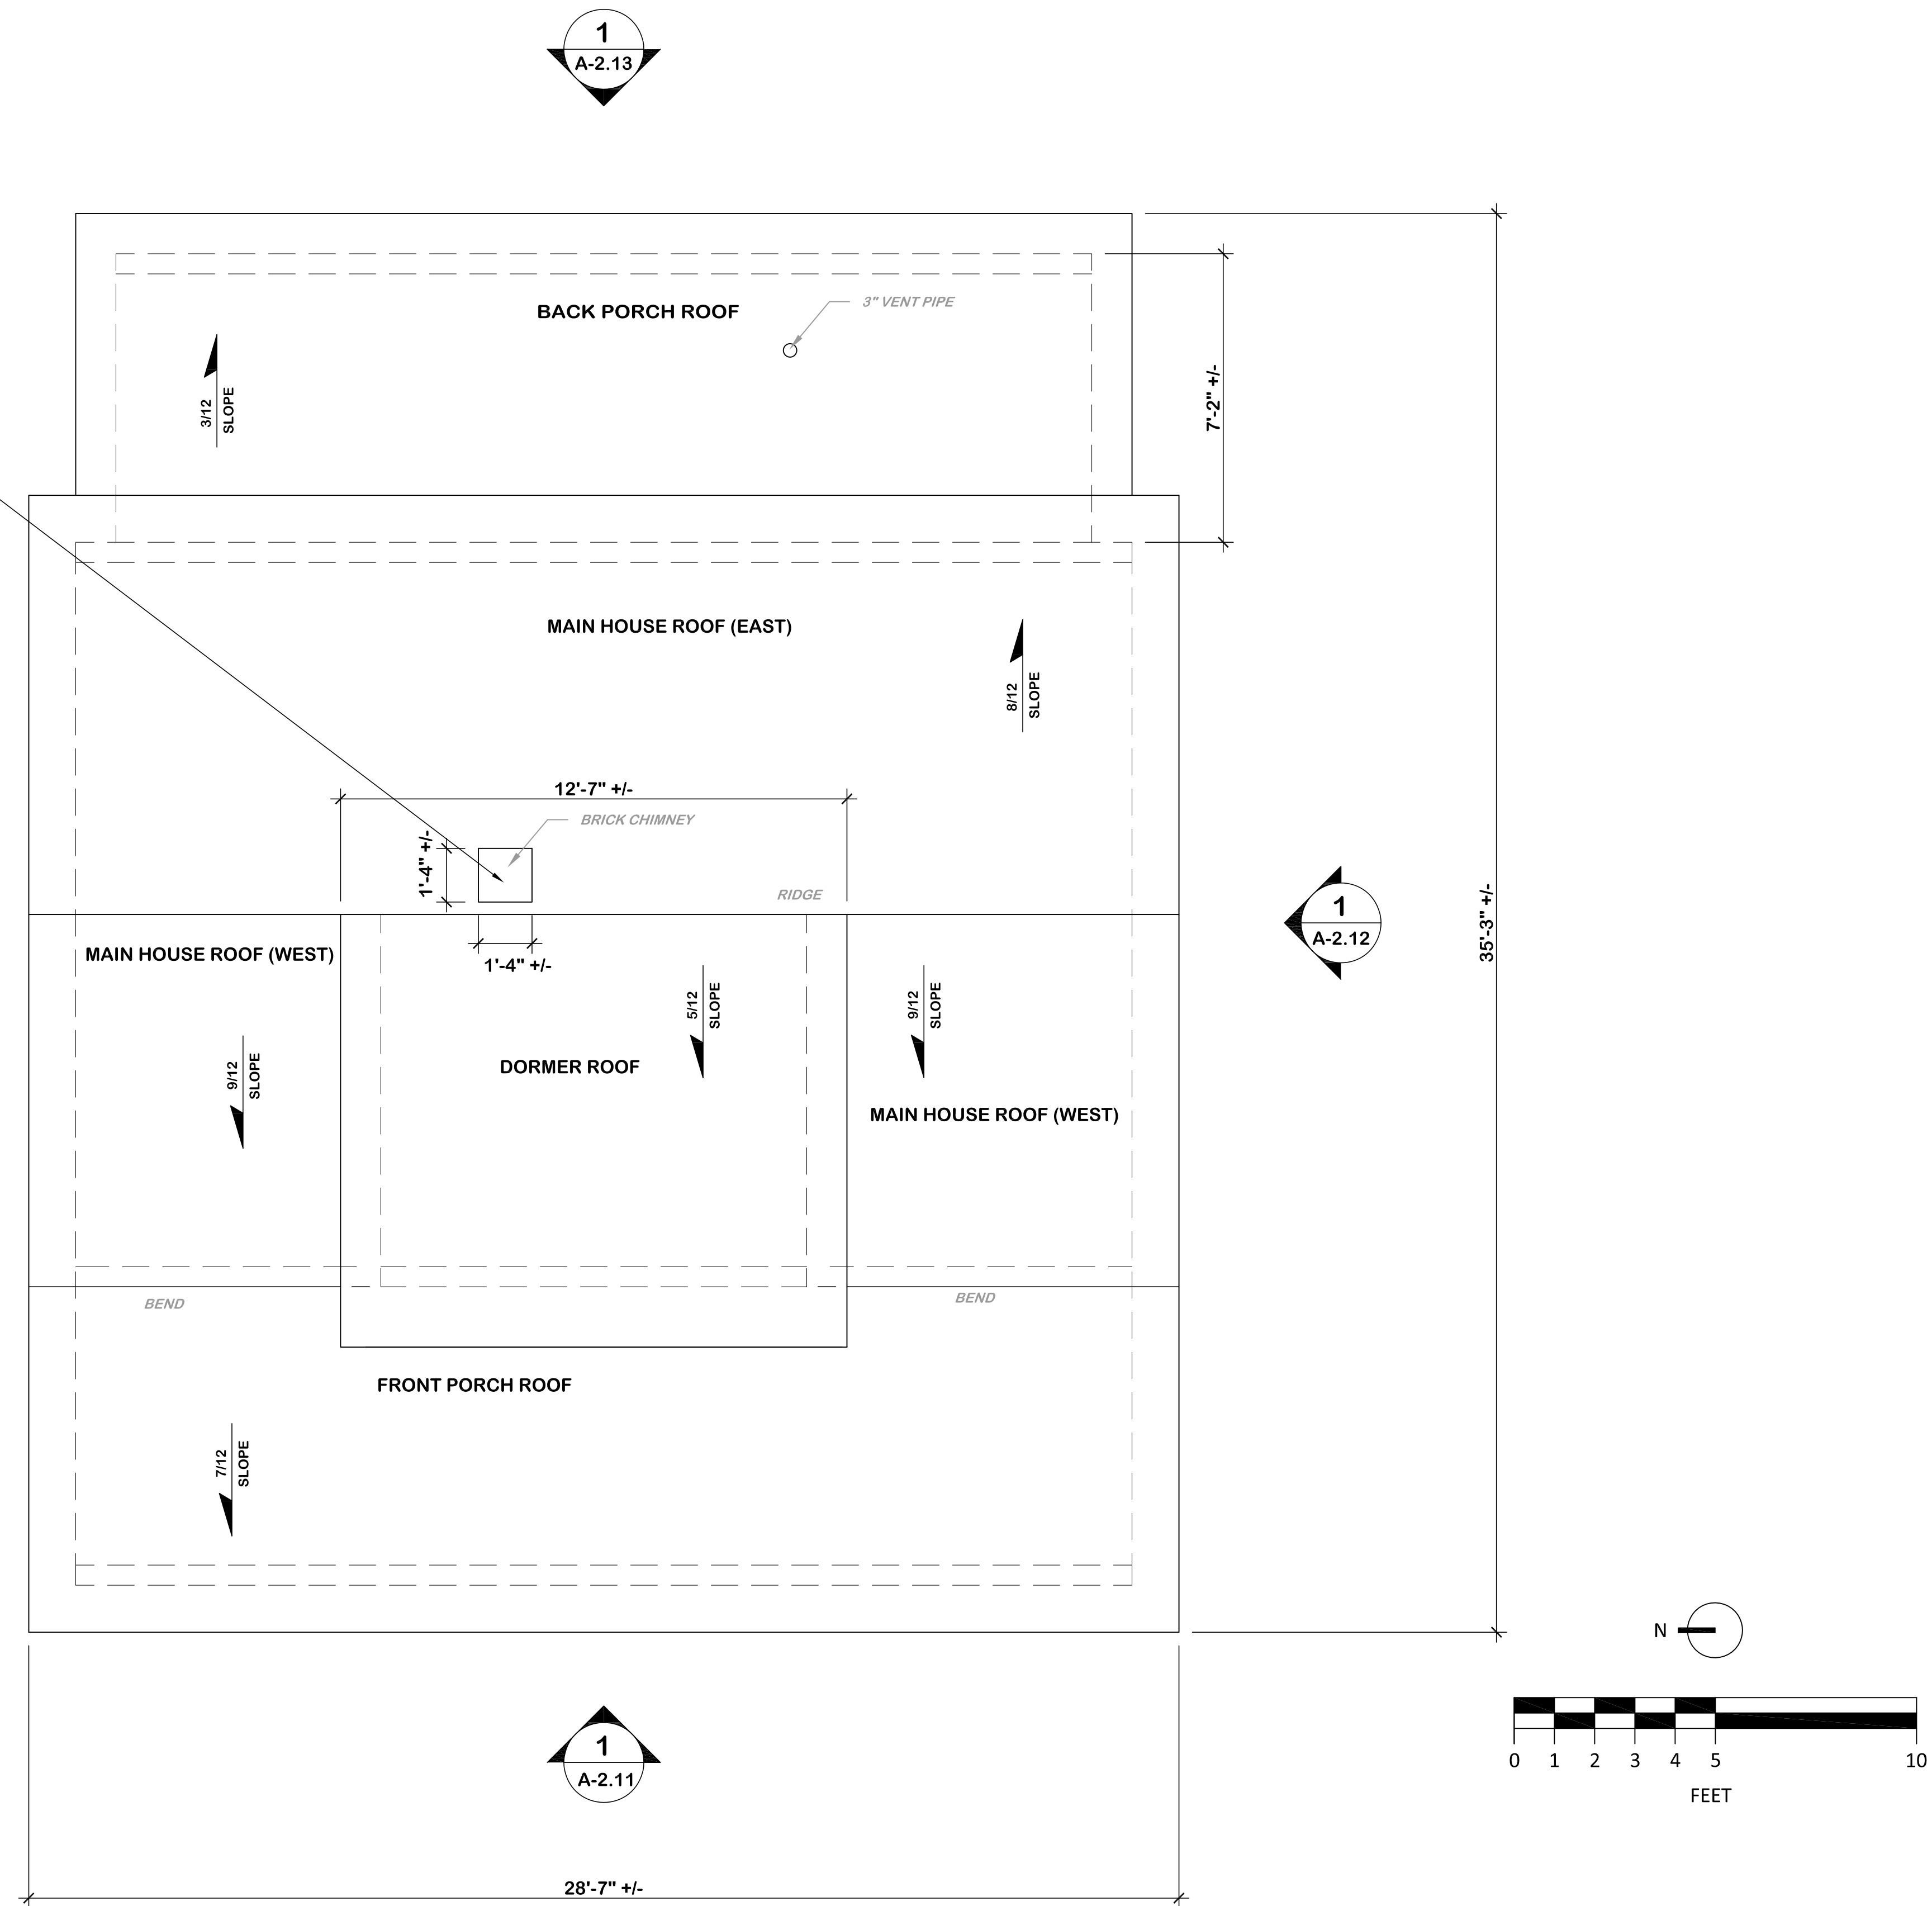 1
A-2.13
BACK PORCH ROOF
3" VENT PIPE
3/12
SLOPE
7'-2" +/-
MAIN HOUSE ROOF (EAST)
8/12
SLOPE
12'-7" +/-
BRICK CHIMNEY
1'-4" +/-
RIDGE
1
A-2.12
35'-3" +/-
MAIN HOUSE ROOF (WEST)
1'-4" +/-
5/12
SLOPE
9/12
SLOPE
9/12
SLOPE
DORMER ROOF
MAIN HOUSE ROOF (WEST)
BEND
BEND
FRONT PORCH ROOF
7/12
SLOPE
N
1
A-2.11
0 1 2 3 4 5 10
FEET
28'-7" +/-